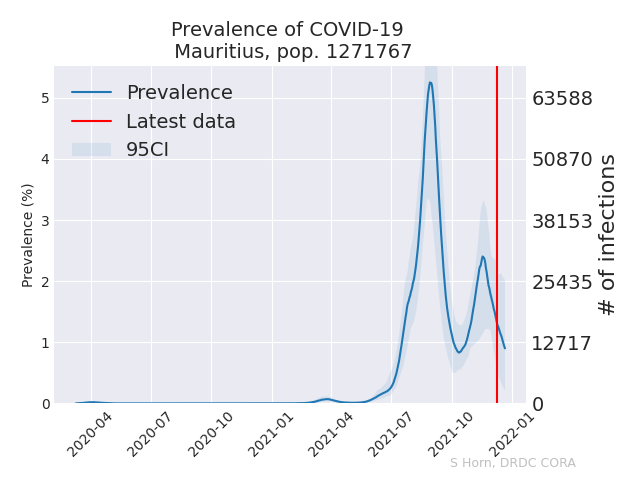 Prevalence of COVID-19
Mauritius, pop. 1271767
Prevalence
Latest data
95CI
Prevalence (%)
5
4
3
2
1
0
63588
50870
38153
25435
12717
0
# of infections
2020-04
2020-07
2020-10
2021-01
2021-04
2021-07
2021-10
2022-01
S Horn, DRDC CORA